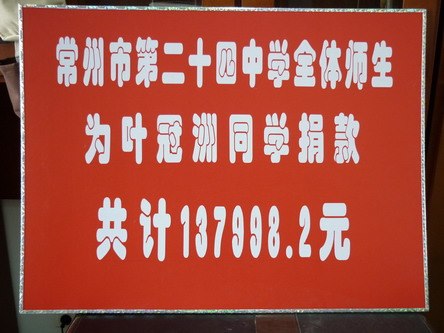 常州市第二十四中学全体师生
为叶冠洲同学捐款
共计137998.2元